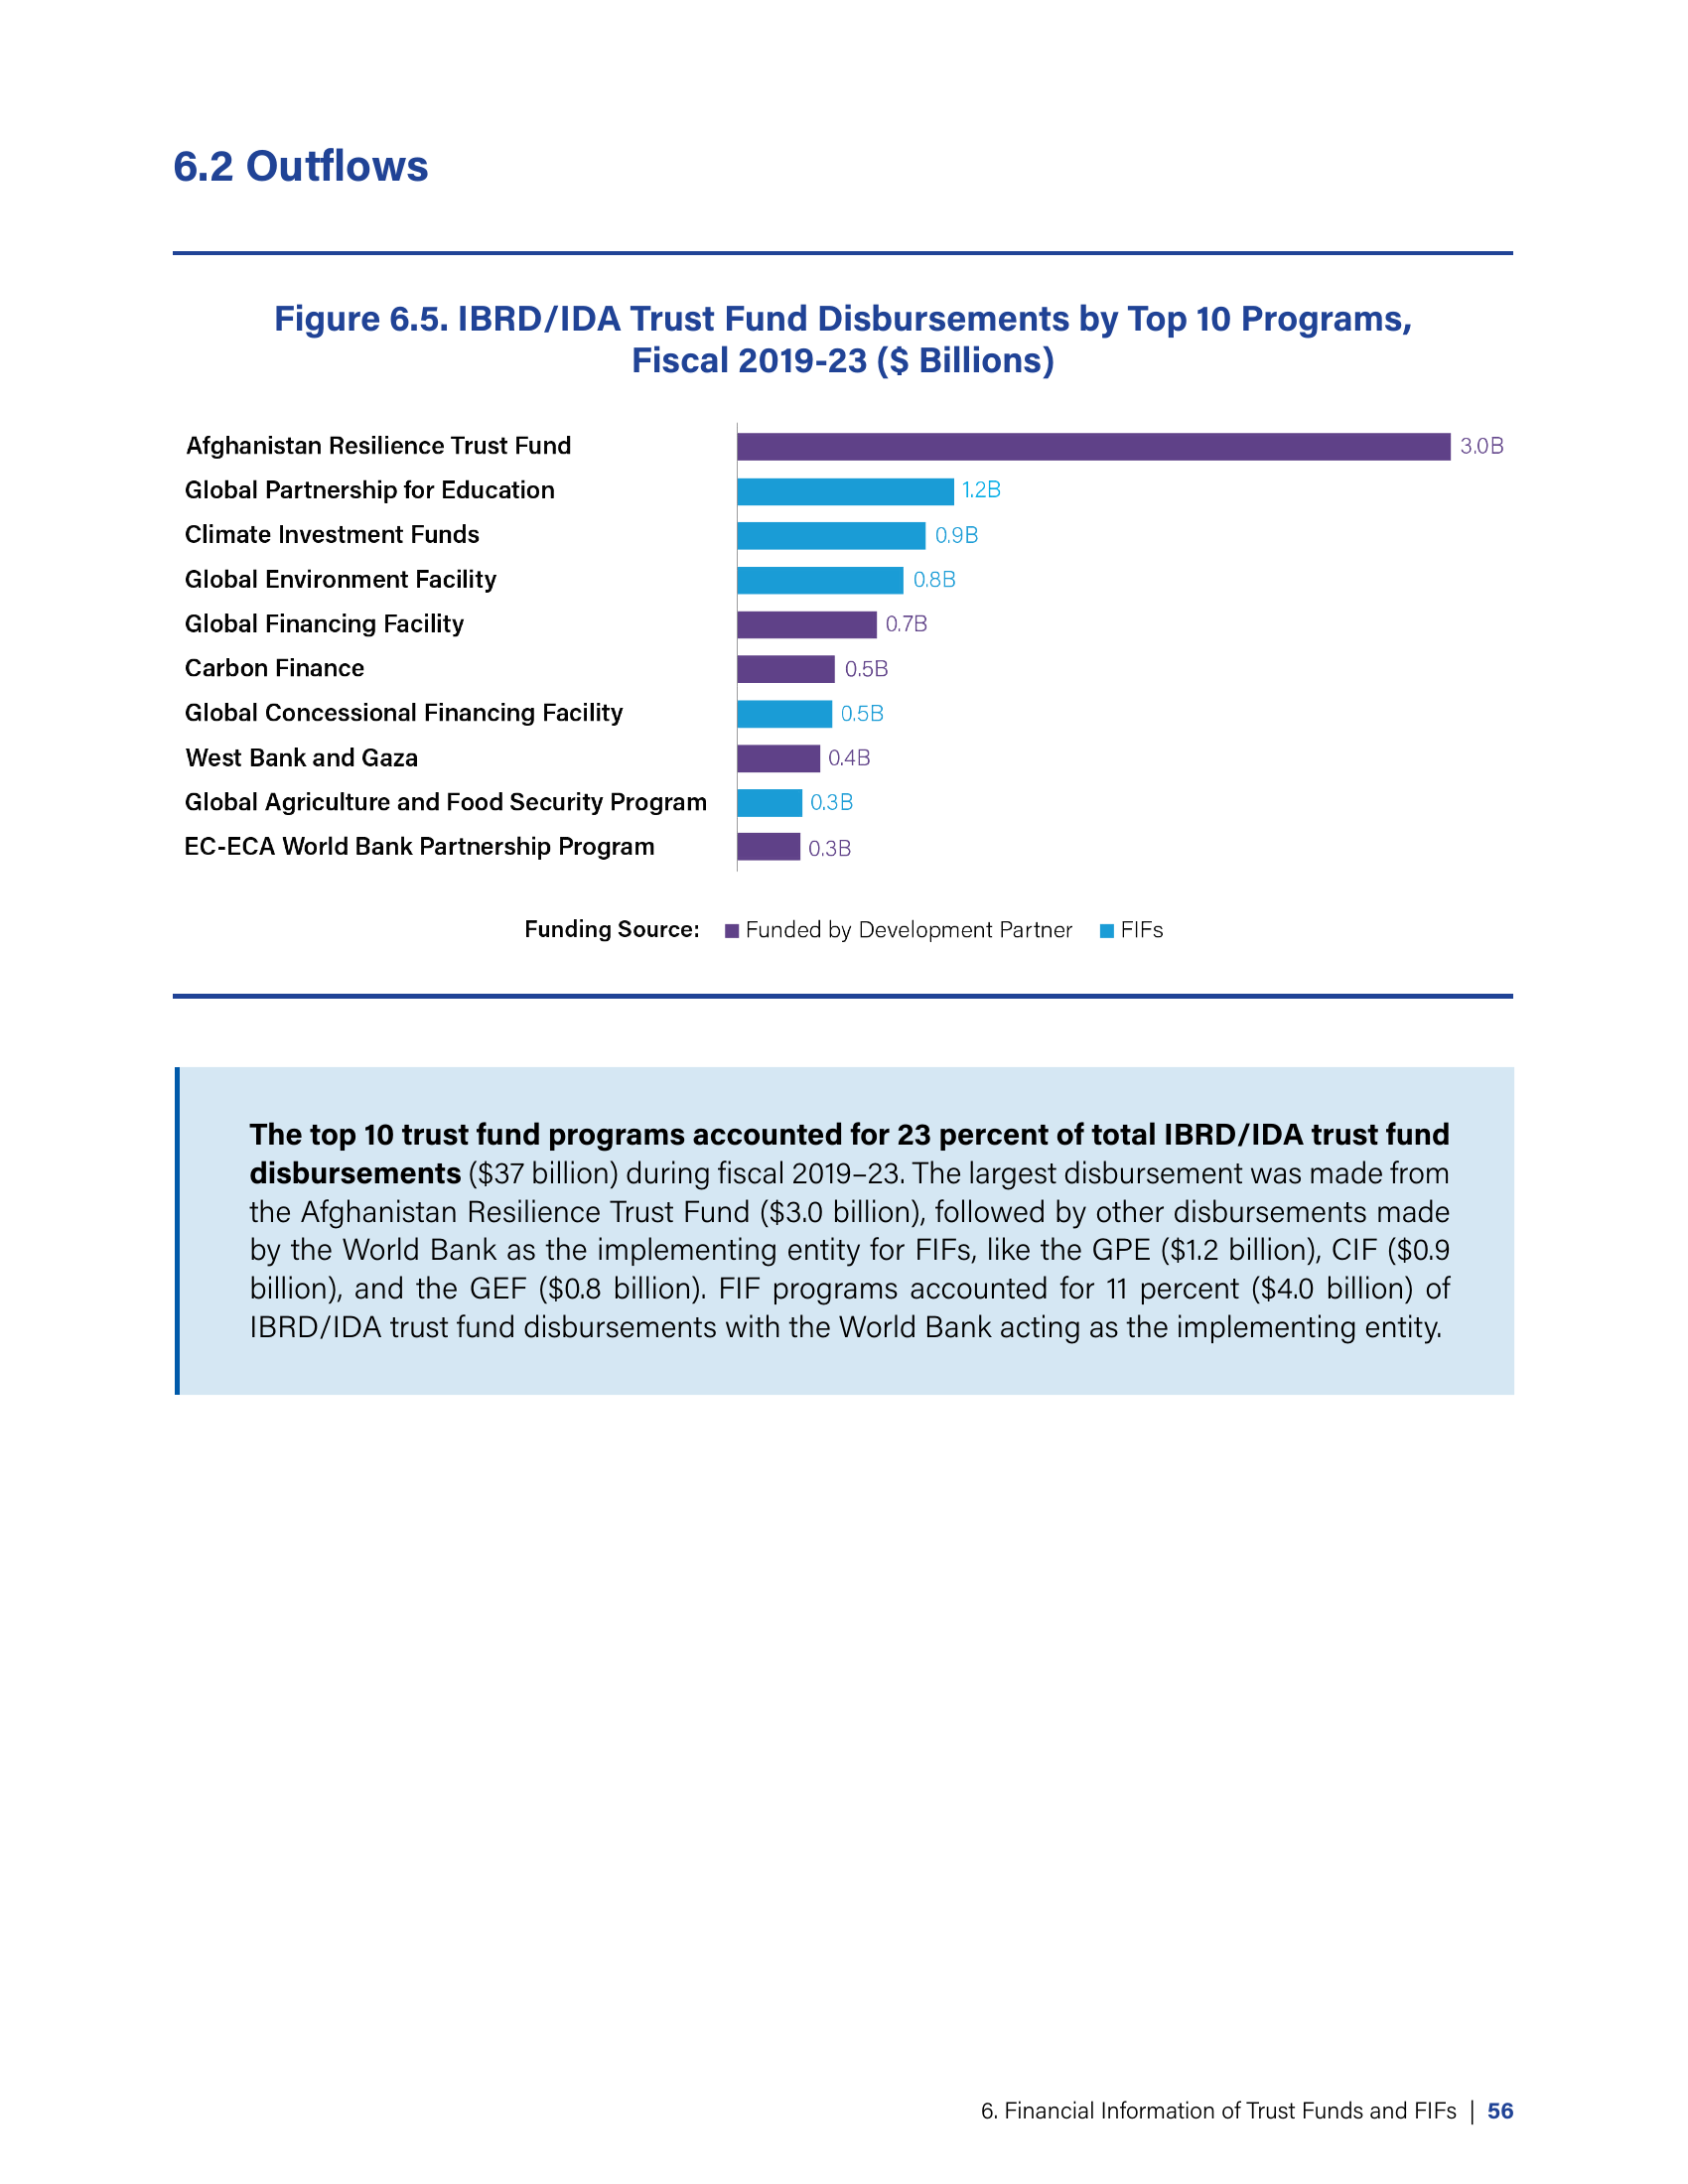 6.2 Outflows
Figure 6.5. IBRD/IDA Trust Fund Disbursements by Top 10 Programs,
Fiscal 2019-23 ($ Billions)
Afghanistan Resilience Trust Fund 3.0B
Global Partnership for Education 1.2B
Climate Investment Funds 0.9B
Global Environment Facility 0.8B
Global Financing Facility 0.7B
Carbon Finance 0.5B
Global Concessional Financing Facility 0.5B
West Bank and Gaza 0.4B
Global Agriculture and Food Security Program 0.3B
EC-ECA World Bank Partnership Program 0.3B
Funding Source: Funded by Development Partner FIFs
The top 10 trust fund programs accounted for 23 percent of total IBRD/IDA trust fund
disbursements ($37 billion) during fiscal 2019–23. The largest disbursement was made from
the Afghanistan Resilience Trust Fund ($3.0 billion), followed by other disbursements made
by the World Bank as the implementing entity for FIFs, like the GPE ($1.2 billion), CIF ($0.9
billion), and the GEF ($0.8 billion). FIF programs accounted for 11 percent ($4.0 billion) of
IBRD/IDA trust fund disbursements with the World Bank acting as the implementing entity.
6. Financial Information of Trust Funds and FIFs | 56